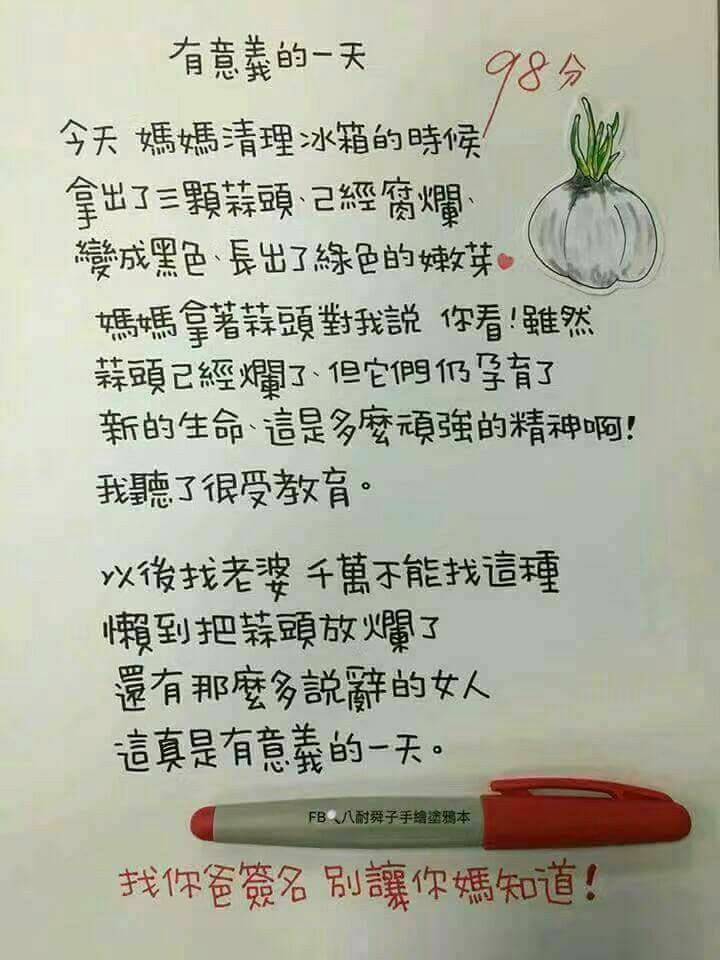 有意義的一天
98分
今天 媽媽清理冰箱的時候
拿出了三顆蒜頭、己經腐爛、
變成黑色、長出了綠色的嫩芽
媽媽拿著蒜頭對我說 你看!雖然
蒜頭己經爛了、但它們仍孕育了
新的生命、這是多麼頑強的精神啊!
我聽了很受教育。
以後找老婆 千萬不能找這種
懶到把蒜頭放爛了
還有那麼多說辭的女人
這真是有意義的一天。
FB 八耐舜子手繪塗鴉本
找你爸簽名 別讓你媽知道!